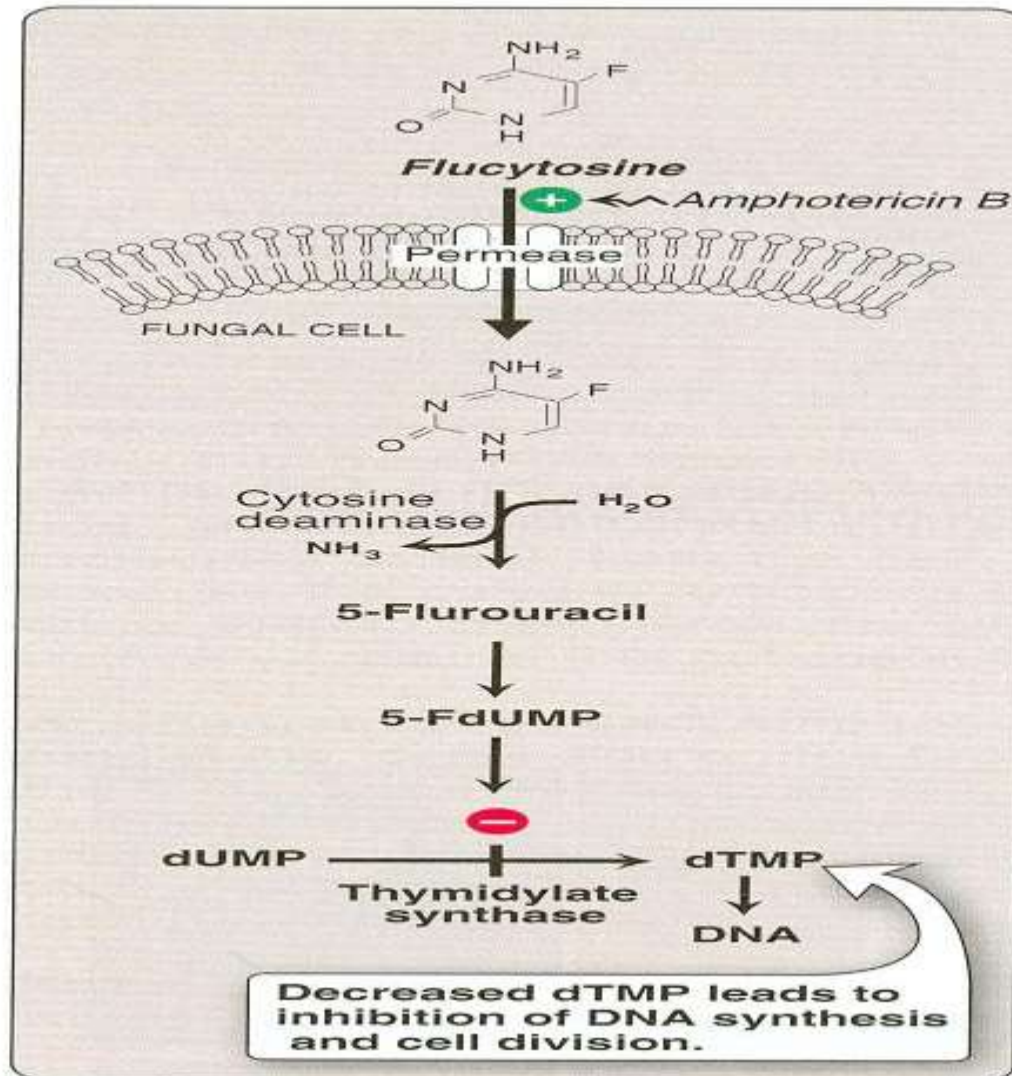 NH₂
F
N
O
N
H
Flucytosine
+
Amphotericin B
Permease
FUNGAL CELL
NH₂
F
N
O
N
H
Cytosine
deaminase
H₂O
NH₃
5-Flurouracil
5-FdUMP
−
dUMP
dTMP
Thymidylate
synthase
DNA
Decreased dTMP leads to
inhibition of DNA synthesis
and cell division.